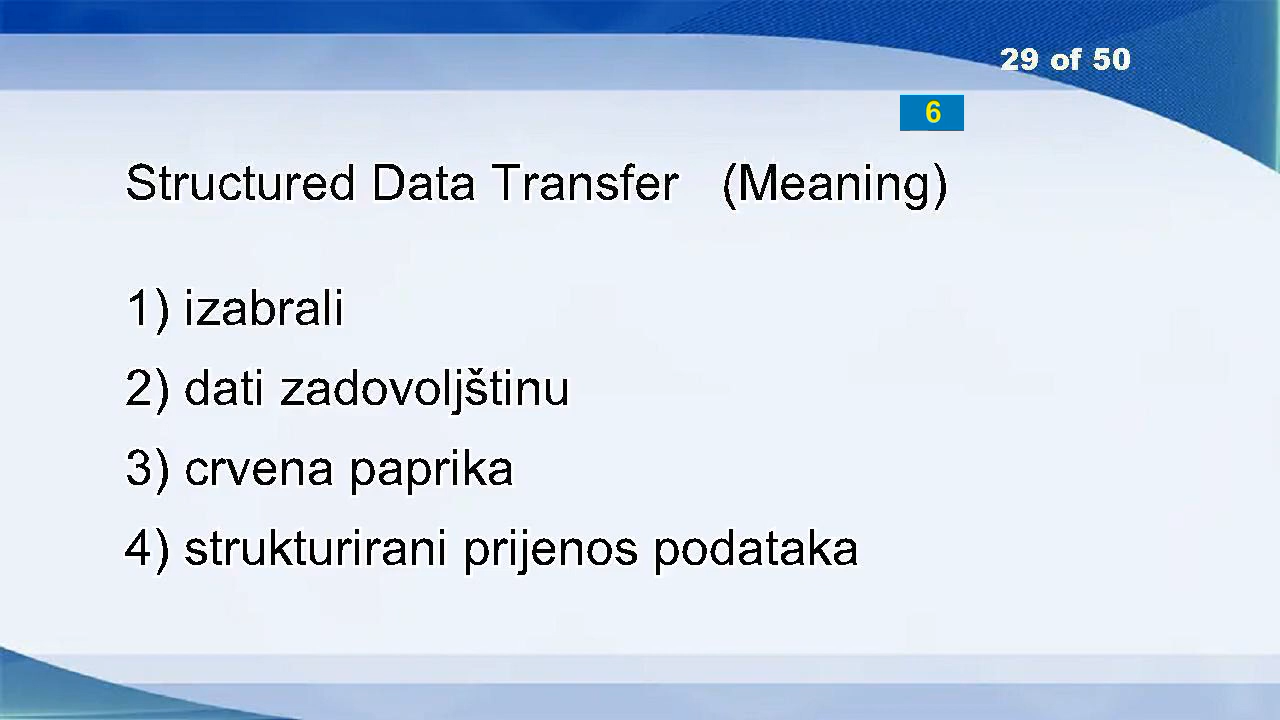 29 of 50
6
Structured Data Transfer (Meaning)
1) izabrali
2) dati zadovoljštinu
3) crvena paprika
4) strukturirani prijenos podataka